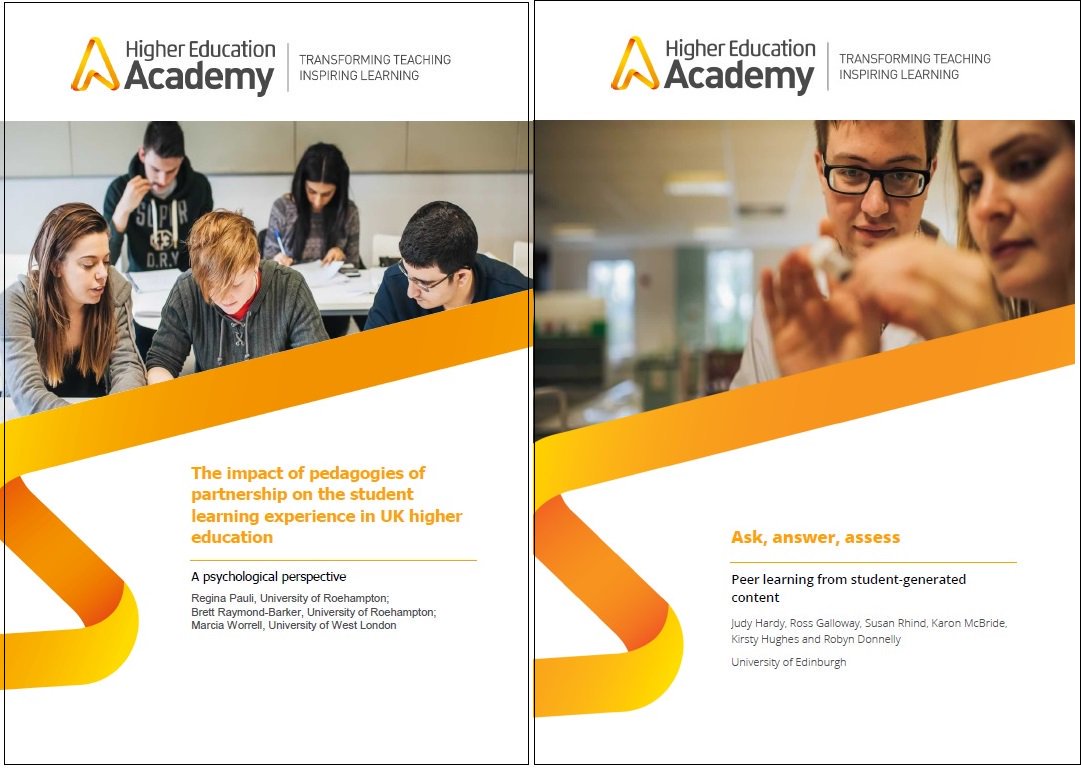 Higher Education
Academy
TRANSFORMING TEACHING
INSPIRING LEARNING
SUPER
D.R.Y
The impact of pedagogies of
partnership on the student
learning experience in UK higher
education
A psychological perspective
Regina Pauli, University of Roehampton;
Brett Raymond-Barker, University of Roehampton;
Marcia Worrell, University of West London
Higher Education
Academy
TRANSFORMING TEACHING
INSPIRING LEARNING
Ask, answer, assess
Peer learning from student-generated
content
Judy Hardy, Ross Galloway, Susan Rhind, Karon McBride,
Kirsty Hughes and Robyn Donnelly
University of Edinburgh